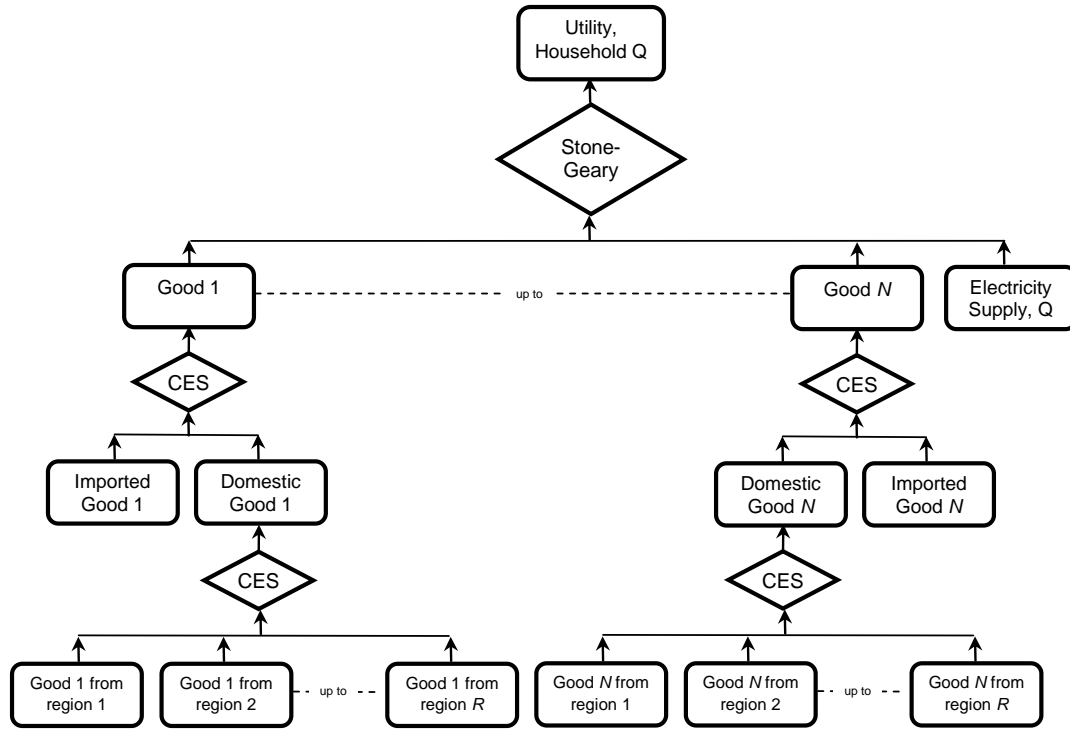 Utility,
Household Q
Stone-
Geary
Good 1
up to
Good N
Electricity
Supply, Q
CES
CES
Imported
Good 1
Domestic
Good 1
Domestic
Good N
Imported
Good N
CES
CES
Good 1 from
region 1
Good 1 from
region 2
up to
Good 1 from
region R
Good N from
region 1
Good N from
region 2
up to
Good N from
region R